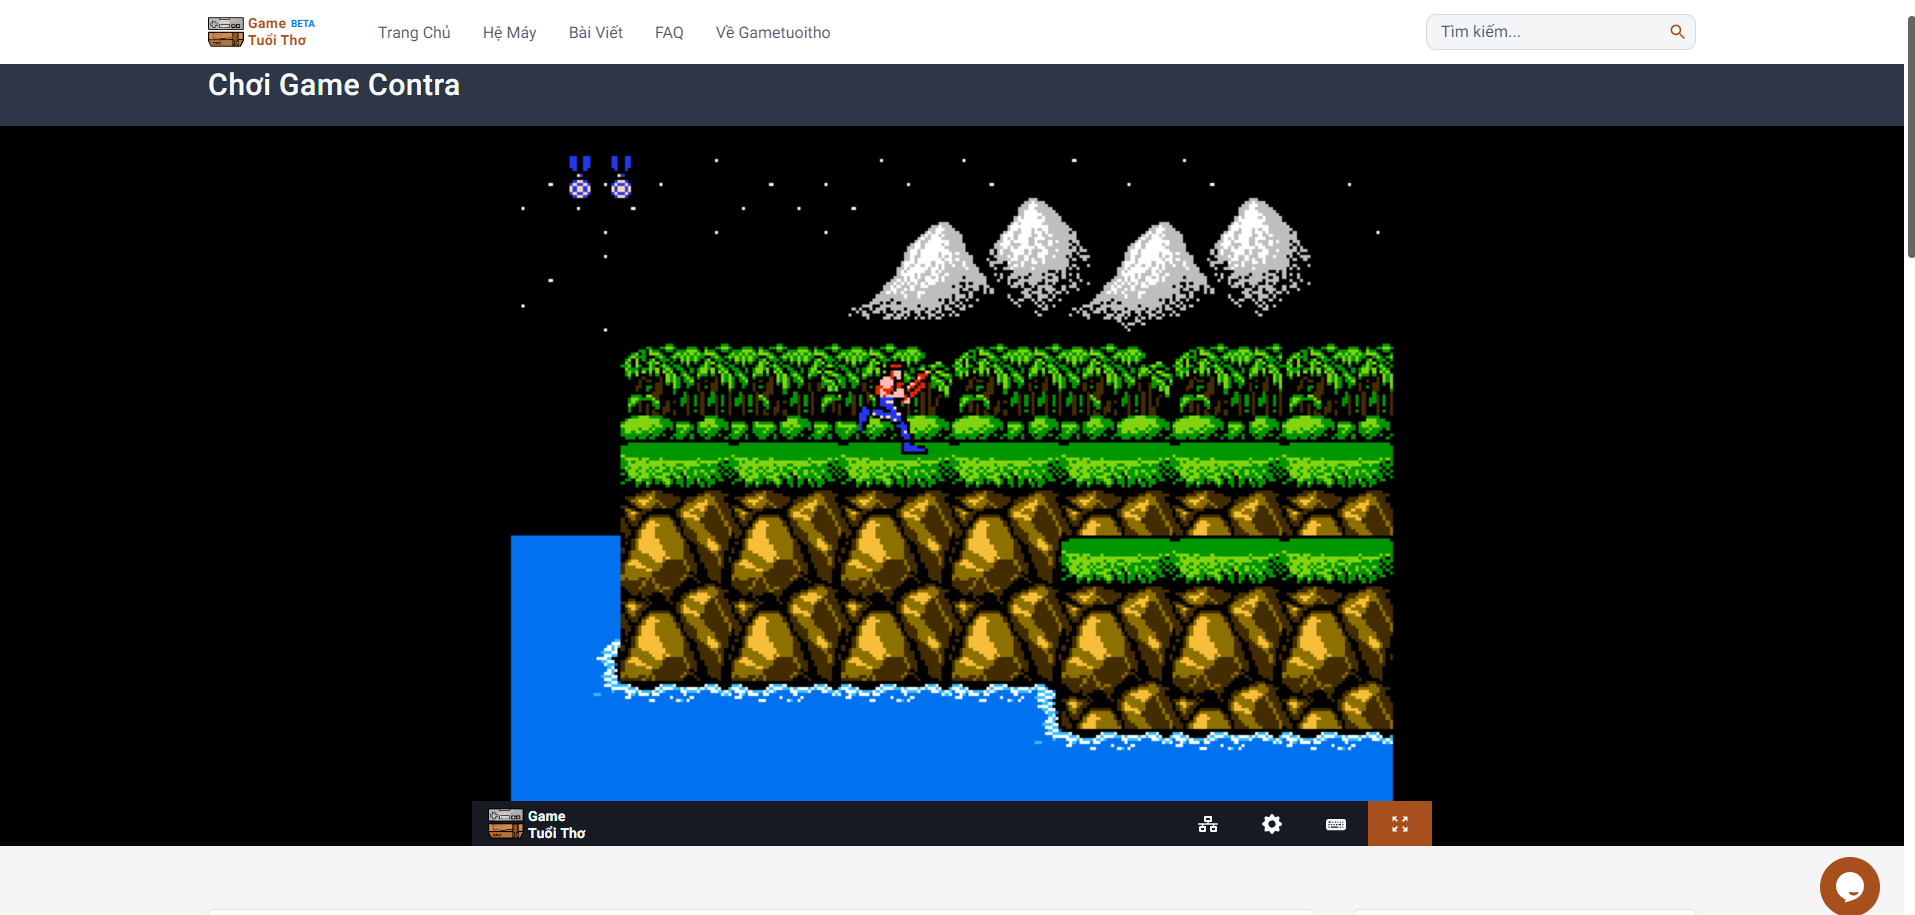 Game BETA
Tuổi Thơ
Trang Chủ
Hệ Máy
Bài Viết
FAQ
Về Gametuoitho
Tìm kiếm...
Chơi Game Contra
Game
Tuổi Thơ